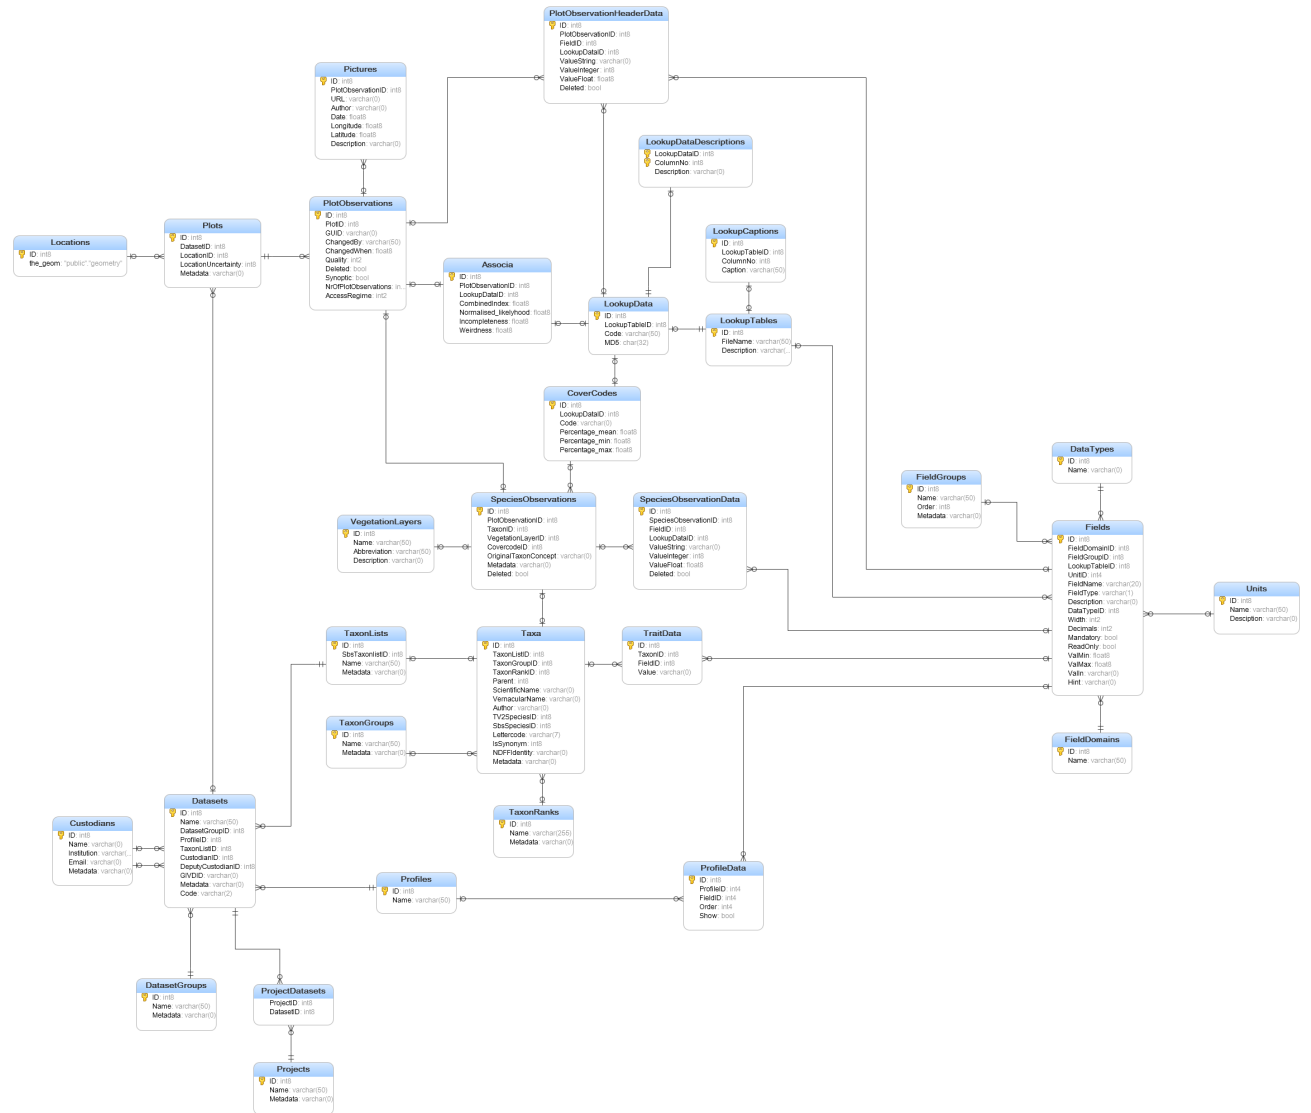 PlotObservationHeaderData
ID: int8
PlotObservationID: int8
FieldID: int8
LookupDataID: int8
ValueString: varchar(0)
ValueInteger: int8
ValueFloat: float8
Deleted: bool
Pictures
ID: int8
PlotObservationID: int8
URL: varchar(0)
Author: varchar(0)
Date: float8
Longitude: float8
Latitude: float8
Description: varchar(0)
LookupDataDescriptions
LookupDataID: int8
ColumnNo: int8
Description: varchar(0)
PlotObservations
ID: int8
PlotID: int8
GUID: varchar(0)
ChangedBy: varchar(50)
ChangedWhen: float8
Quality: int2
Deleted: bool
Synoptic: bool
NrOfPlotObservations: in...
AccessRegime: int2
Plots
ID: int8
DatasetID: int8
LocationID: int8
LocationUncertainty: int8
Metadata: varchar(0)
Locations
ID: int8
the_geom: "public"."geometry"
LookupCaptions
ID: int8
LookupTableID: int8
ColumnNo: int8
Caption: varchar(50)
Associa
ID: int8
PlotObservationID: int8
LookupDataID: int8
CombinedIndex: float8
Normalised_likelyhood: float8
Incompleteness: float8
Weirdness: float8
LookupData
ID: int8
LookupTableID: int8
Code: varchar(50)
MD5: char(32)
LookupTables
ID: int8
FileName: varchar(50)
Description: varchar(...
CoverCodes
ID: int8
LookupDataID: int8
Code: varchar(0)
Percentage_mean: float8
Percentage_min: float8
Percentage_max: float8
DataTypes
ID: int8
Name: varchar(0)
FieldGroups
ID: int8
Name: varchar(50)
Order: int8
Metadata: varchar(0)
SpeciesObservations
ID: int8
PlotObservationID: int8
TaxonID: int8
VegetationLayerID: int8
CovercodeID: int8
OriginalTaxonConcept: varchar(0)
Metadata: varchar(0)
Deleted: bool
SpeciesObservationData
ID: int8
SpeciesObservationID: int8
FieldID: int8
LookupDataID: int8
ValueString: varchar(0)
ValueInteger: int8
ValueFloat: float8
Deleted: bool
VegetationLayers
ID: int8
Name: varchar(50)
Abbreviation: varchar(50)
Description: varchar(0)
Fields
ID: int8
FieldDomainID: int8
FieldGroupID: int8
LookupTableID: int8
UnitID: int4
FieldName: varchar(20)
FieldType: varchar(1)
Description: varchar(0)
DataTypeID: int8
Width: int2
Decimals: int2
Mandatory: bool
ReadOnly: bool
ValMin: float8
ValMax: float8
ValIn: varchar(0)
Hint: varchar(0)
Units
ID: int8
Name: varchar(50)
Desciption: varchar(0)
TaxonLists
ID: int8
SbsTaxonlistID: int8
Name: varchar(50)
Metadata: varchar(0)
Taxa
ID: int8
TaxonListID: int8
TaxonGroupID: int8
TaxonRankID: int8
Parent: int8
ScientificName: varchar(0)
VernacularName: varchar(0)
Author: varchar(0)
TV2SpeciesID: int8
SbsSpeciesID: int8
Lettercode: varchar(7)
IsSynonym: int8
NDFFIdentity: varchar(0)
Metadata: varchar(0)
TraitData
ID: int8
TaxonID: int8
FieldID: int8
Value: varchar(0)
TaxonGroups
ID: int8
Name: varchar(50)
Metadata: varchar(0)
FieldDomains
ID: int8
Name: varchar(50)
Datasets
ID: int8
Name: varchar(50)
DatasetGroupID: int8
ProfileID: int8
TaxonListID: int8
CustodianID: int8
DeputyCustodianID: int8
GIVDID: varchar(0)
Metadata: varchar(0)
Code: varchar(2)
Custodians
ID: int8
Name: varchar(0)
Institution: varchar(...
Email: varchar(0)
Metadata: varchar(0)
TaxonRanks
ID: int8
Name: varchar(255)
Metadata: varchar(0)
Profiles
ID: int8
Name: varchar(50)
ProfileData
ID: int8
ProfileID: int4
FieldID: int4
Order: int4
Show: bool
DatasetGroups
ID: int8
Name: varchar(50)
Metadata: varchar(0)
ProjectDatasets
ProjectID: int8
DatasetID: int8
Projects
ID: int8
Name: varchar(50)
Metadata: varchar(0)